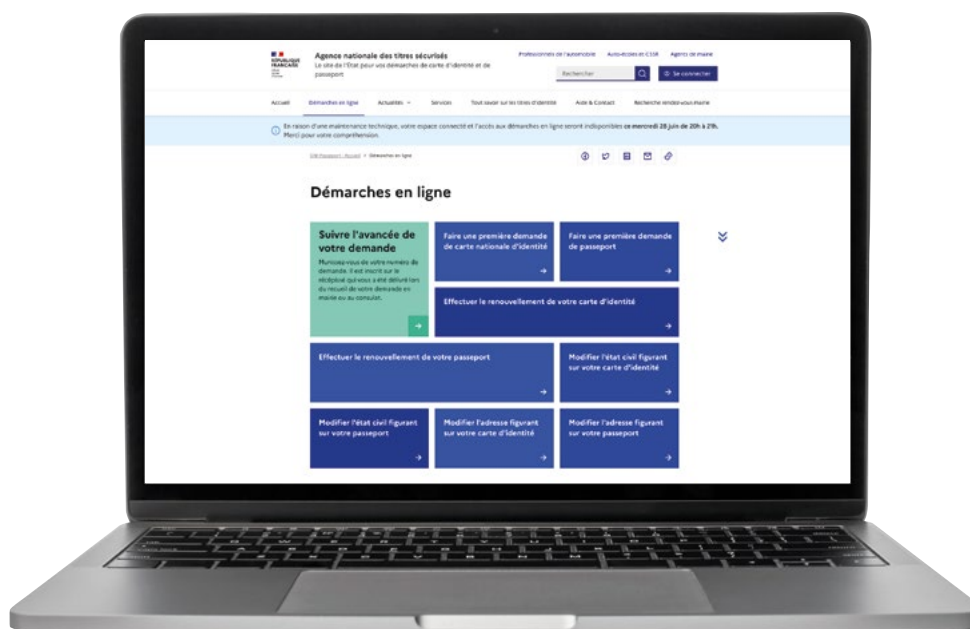 RÉPUBLIQUE
FRANÇAISE
Agence nationale des titres sécurisés
Le site de l'État pour vos démarches de carte d'identité et de
passeport
Professionnels de l'automobile Auto-écoles et CSSR Agents de mairie
Rechercher
Se connecter
Accueil Démarches en ligne Actualités Services Tout savoir sur les titres d'identité Aide & Contact Recherche rendez-vous mairie
En raison d'une maintenance technique, votre espace connecté et l'accès aux démarches en ligne seront indisponibles ce mercredi 28 juin de 20h à 21h.
Merci pour votre compréhension.
Démarches en ligne
Démarches en ligne
Suivre l'avancée de
votre demande
Munissez-vous de votre numéro de
demande. Il est inscrit sur le
récépissé qui vous a été délivré lors
du recueil de votre demande en
mairie ou au consulat.
Faire une première demande
de carte nationale d'identité
Faire une première demande
de passeport
Effectuer le renouvellement de votre carte d'identité
Effectuer le renouvellement de votre passeport
Modifier l'état civil figurant
sur votre carte d'identité
Modifier l'état civil figurant
sur votre passeport
Modifier l'adresse figurant
sur votre carte d'identité
Modifier l'adresse figurant
sur votre passeport